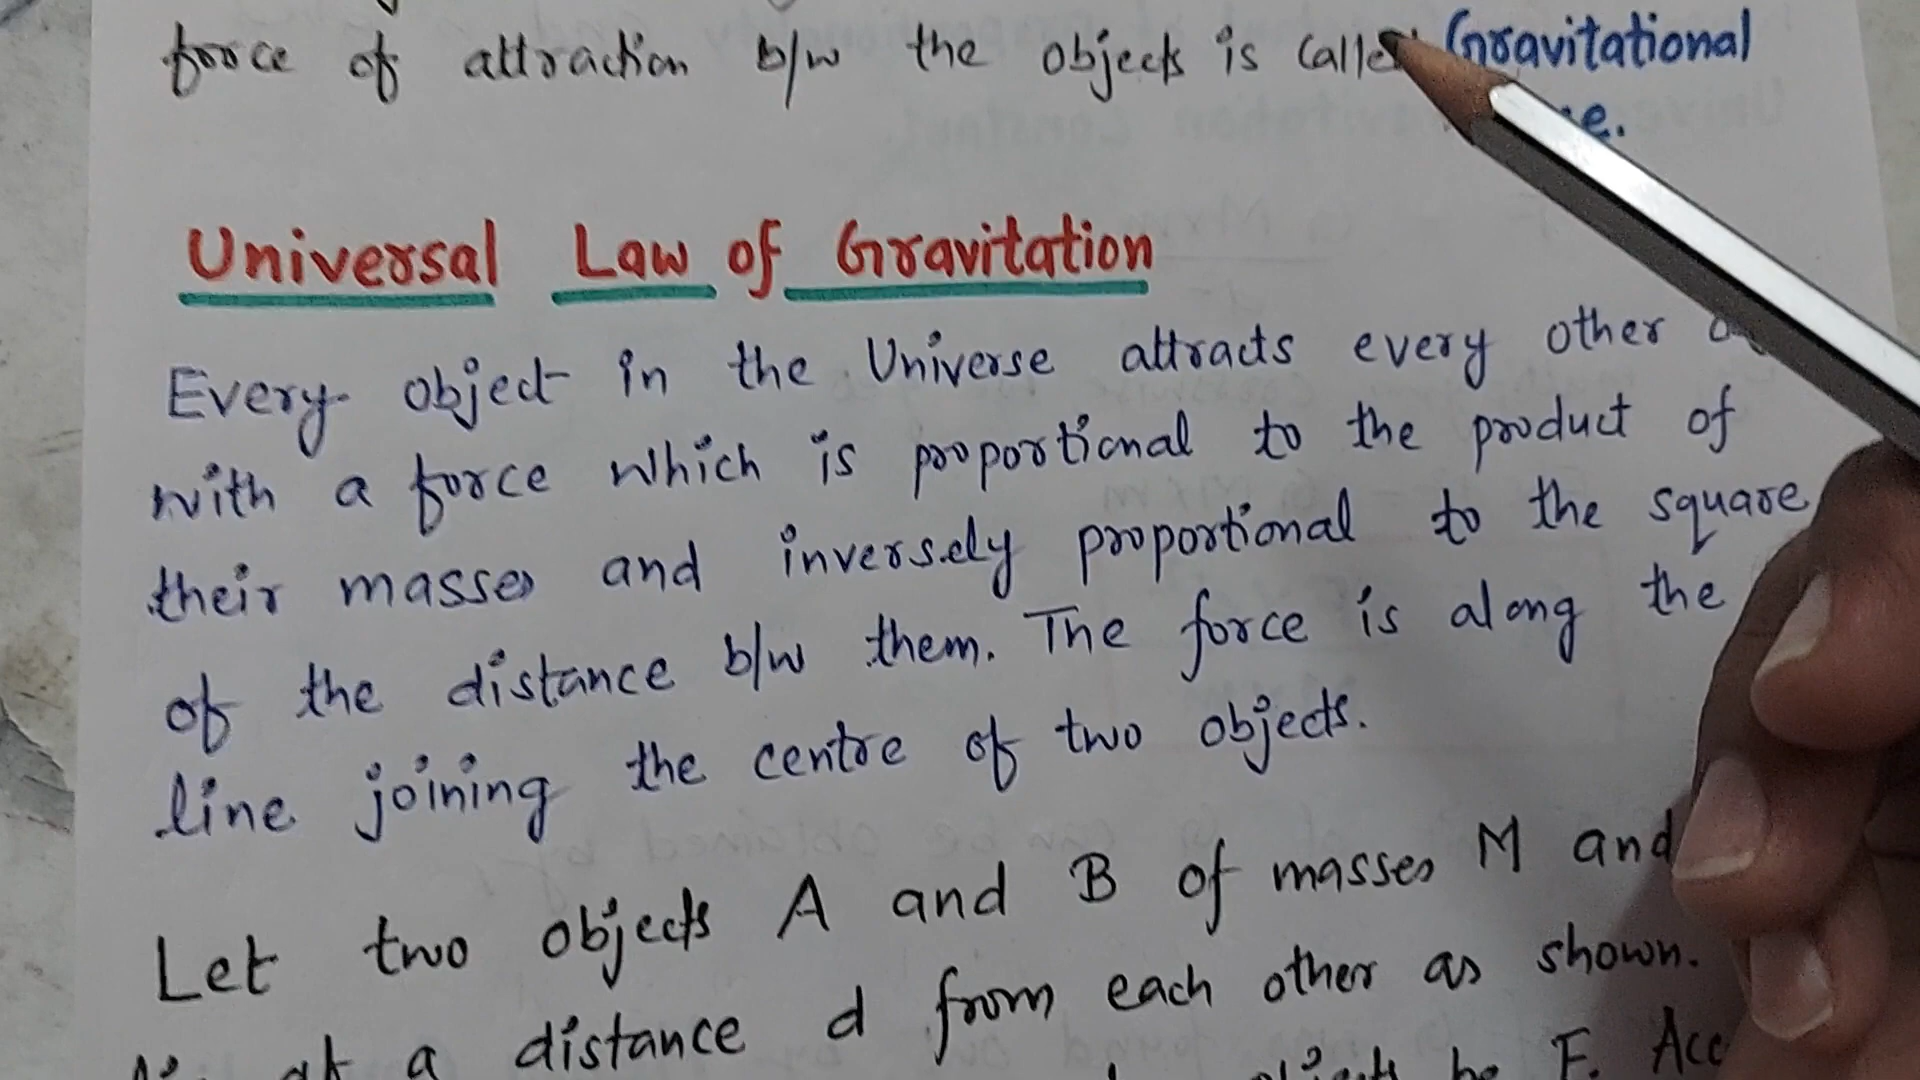 force of attraction b/w the objects is called Gravitational
Universal Law of Gravitation
Every object in the Universe attracts every other
with a force which is proportional to the product of
their masses and inversely proportional to the square
of the distance b/w them. The force is along the
line joining the centre of two objects.
Let two objects A and B of masses M and
at a distance d from each other as shown.
be F. Acc